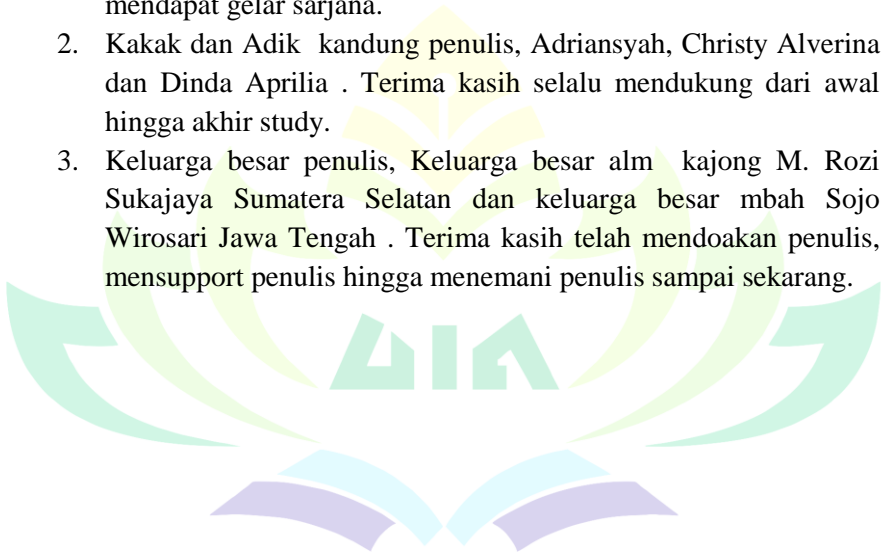 mendapat gelar sarjana.
2. Kakak dan Adik kandung penulis, Adriansyah, Christy Alverina
dan Dinda Aprilia . Terima kasih selalu mendukung dari awal
hingga akhir study.
3. Keluarga besar penulis, Keluarga besar alm kajong M. Rozi
Sukajaya Sumatera Selatan dan keluarga besar mbah Sojo
Wirosari Jawa Tengah . Terima kasih telah mendoakan penulis,
mensupport penulis hingga menemani penulis sampai sekarang.
UIN